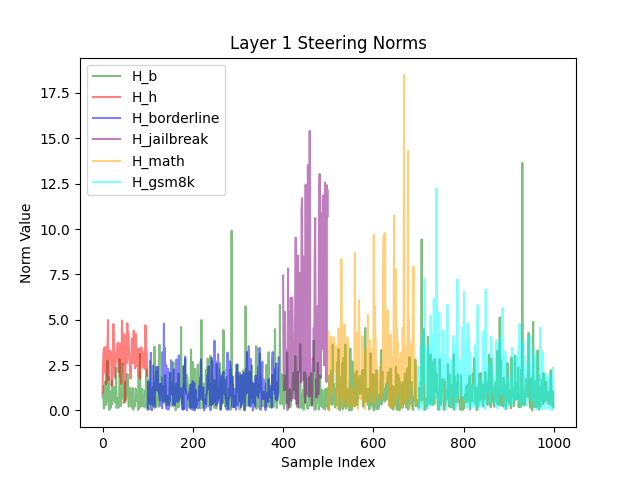 Layer 1 Steering Norms
H_b
H_h
H_borderline
H_jailbreak
H_math
H_gsm8k
Norm Value
17.5
15.0
12.5
10.0
7.5
5.0
2.5
0.0
0
200
400
600
800
1000
Sample Index